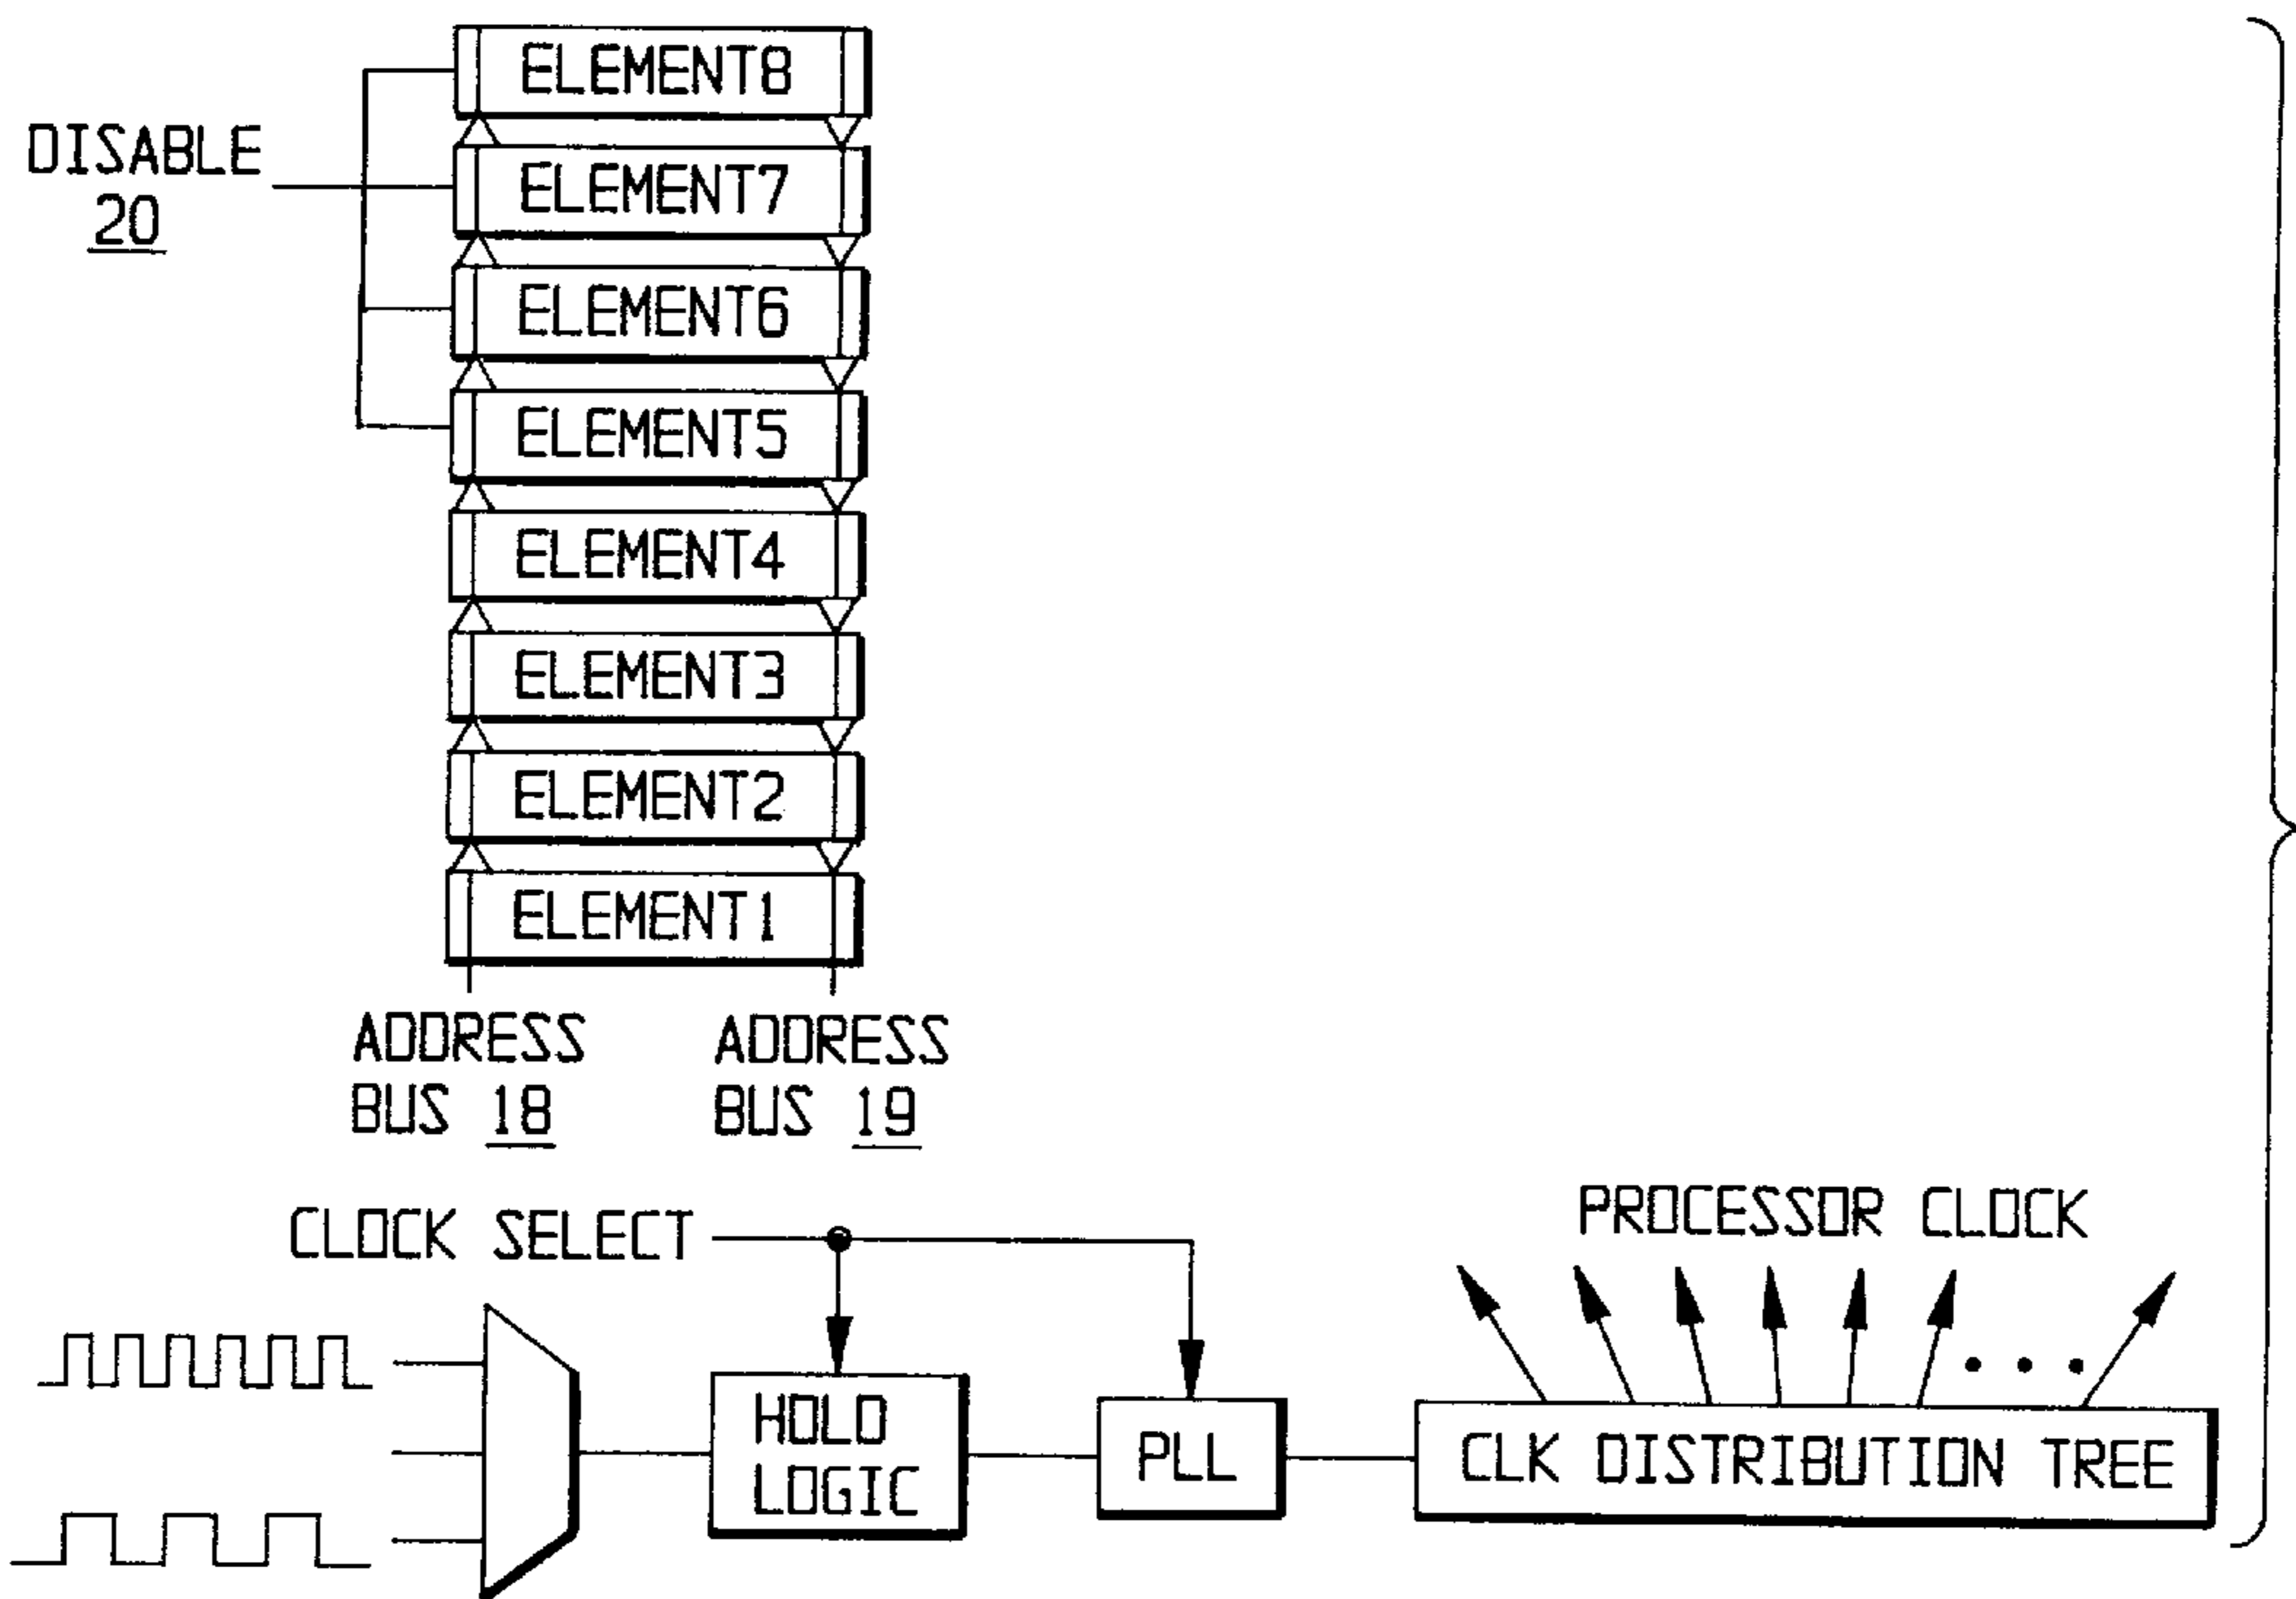 ELEMENT8
DISABLE
20
ELEMENT7
ELEMENT6
ELEMENT5
ELEMENT4
ELEMENT3
ELEMENT2
ELEMENT1
ADDRESS
BUS 18
ADDRESS
BUS 19
CLOCK SELECT
PROCESSOR CLOCK
HOLD
LOGIC
PLL
CLK DISTRIBUTION TREE